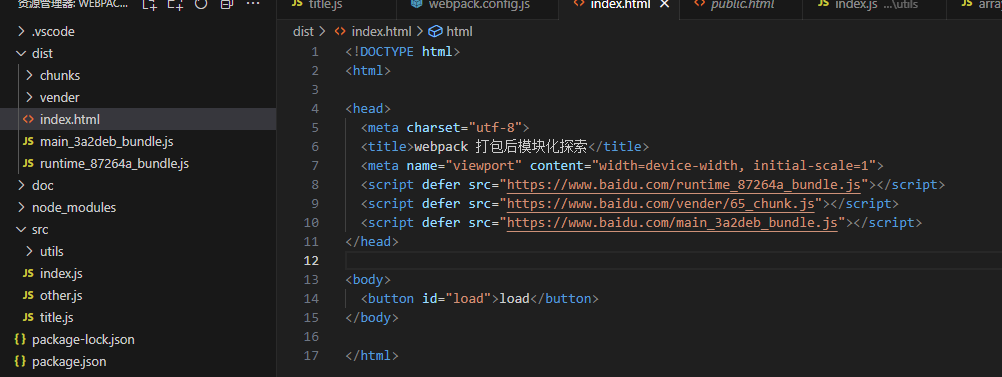 资源管理器: WEBPAC...
title.js
webpack.config.js
index.html
public.html
index.js ...\utils
array
.vscode
dist
chunks
vender
index.html
JS main_3a2deb_bundle.js
JS runtime_87264a_bundle.js
doc
node_modules
src
utils
JS index.js
JS other.js
JS title.js
{} package-lock.json
{} package.json
dist > <> index.html > html
1 <!DOCTYPE html>
2 <html>
3
4 <head>
5 <meta charset="utf-8">
6 <title>webpack 打包后模块化探索</title>
7 <meta name="viewport" content="width=device-width, initial-scale=1">
8 <script defer src="https://www.baidu.com/runtime_87264a_bundle.js"></script>
9 <script defer src="https://www.baidu.com/vender/65_chunk.js"></script>
10 <script defer src="https://www.baidu.com/main_3a2deb_bundle.js"></script>
11 </head>
12
13 <body>
14 <button id="load">load</button>
15 </body>
16
17 </html>